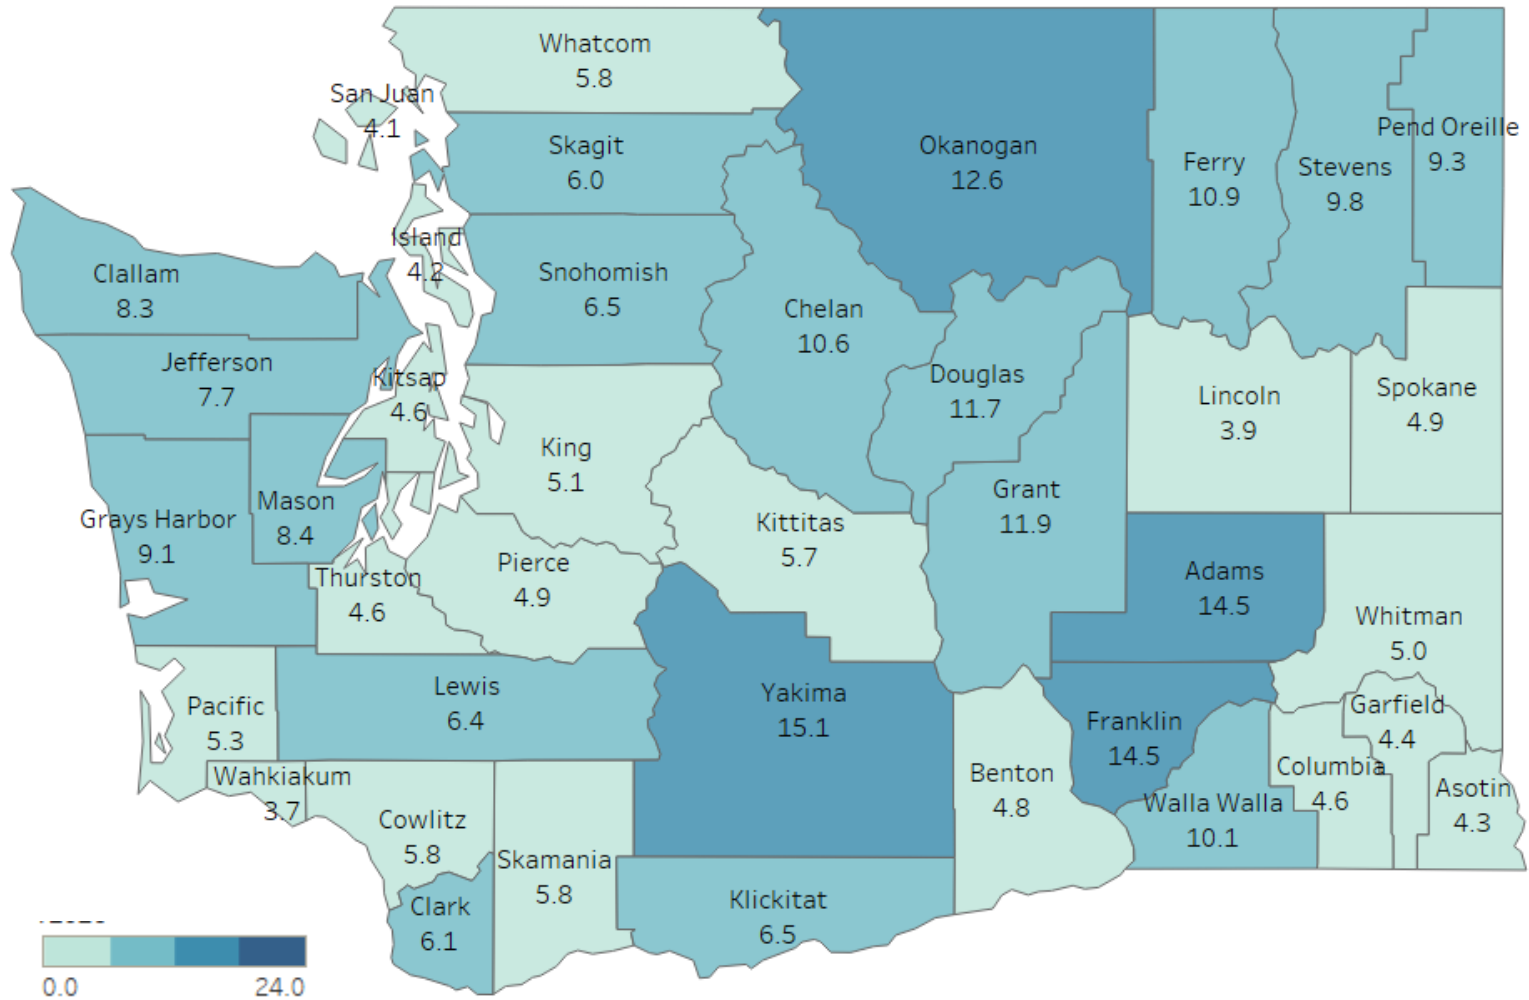 Whatcom
5.8
San Juan
4.1
Skagit
6.0
Okanogan
12.6
Ferry
10.9
Stevens
9.8
Pend Oreille
9.3
Island
4.2
Clallam
8.3
Snohomish
6.5
Chelan
10.6
Jefferson
7.7
Kitsap
4.6
Douglas
11.7
Lincoln
3.9
Spokane
4.9
King
5.1
Grays Harbor
9.1
Mason
8.4
Kittitas
5.7
Grant
11.9
Thurston
4.6
Pierce
4.9
Adams
14.5
Whitman
5.0
Pacific
5.3
Lewis
6.4
Yakima
15.1
Franklin
14.5
Garfield
4.4
Wahkiakum
3.7
Cowlitz
5.8
Benton
4.8
Walla Walla
10.1
Columbia
4.6
Asotin
4.3
Skamania
5.8
Clark
6.1
Klickitat
6.5
0.0 24.0